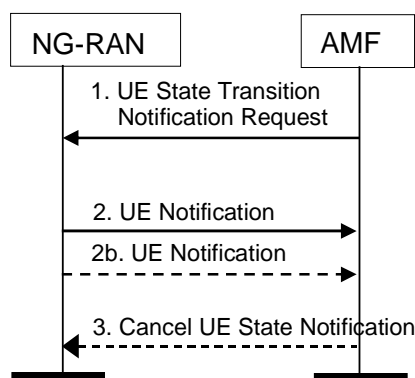 NG-RAN
AMF
1. UE State Transition
Notification Request
2. UE Notification
2b. UE Notification
3. Cancel UE State Notification